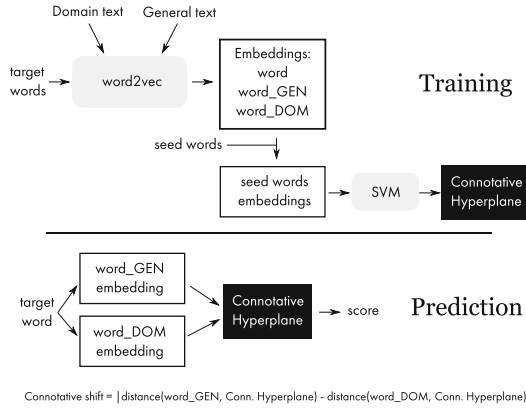 Domain text
General text
target
words
word2vec
Embeddings:
word
word_GEN
word_DOM
Training
seed words
seed words
embeddings
SVM
Connotative
Hyperplane
word_GEN
embedding
target
word
word_DOM
embedding
Connotative
Hyperplane
score
Prediction
Connotative shift = |distance(word_GEN, Conn. Hyperplane) - distance(word_DOM, Conn. Hyperplane)